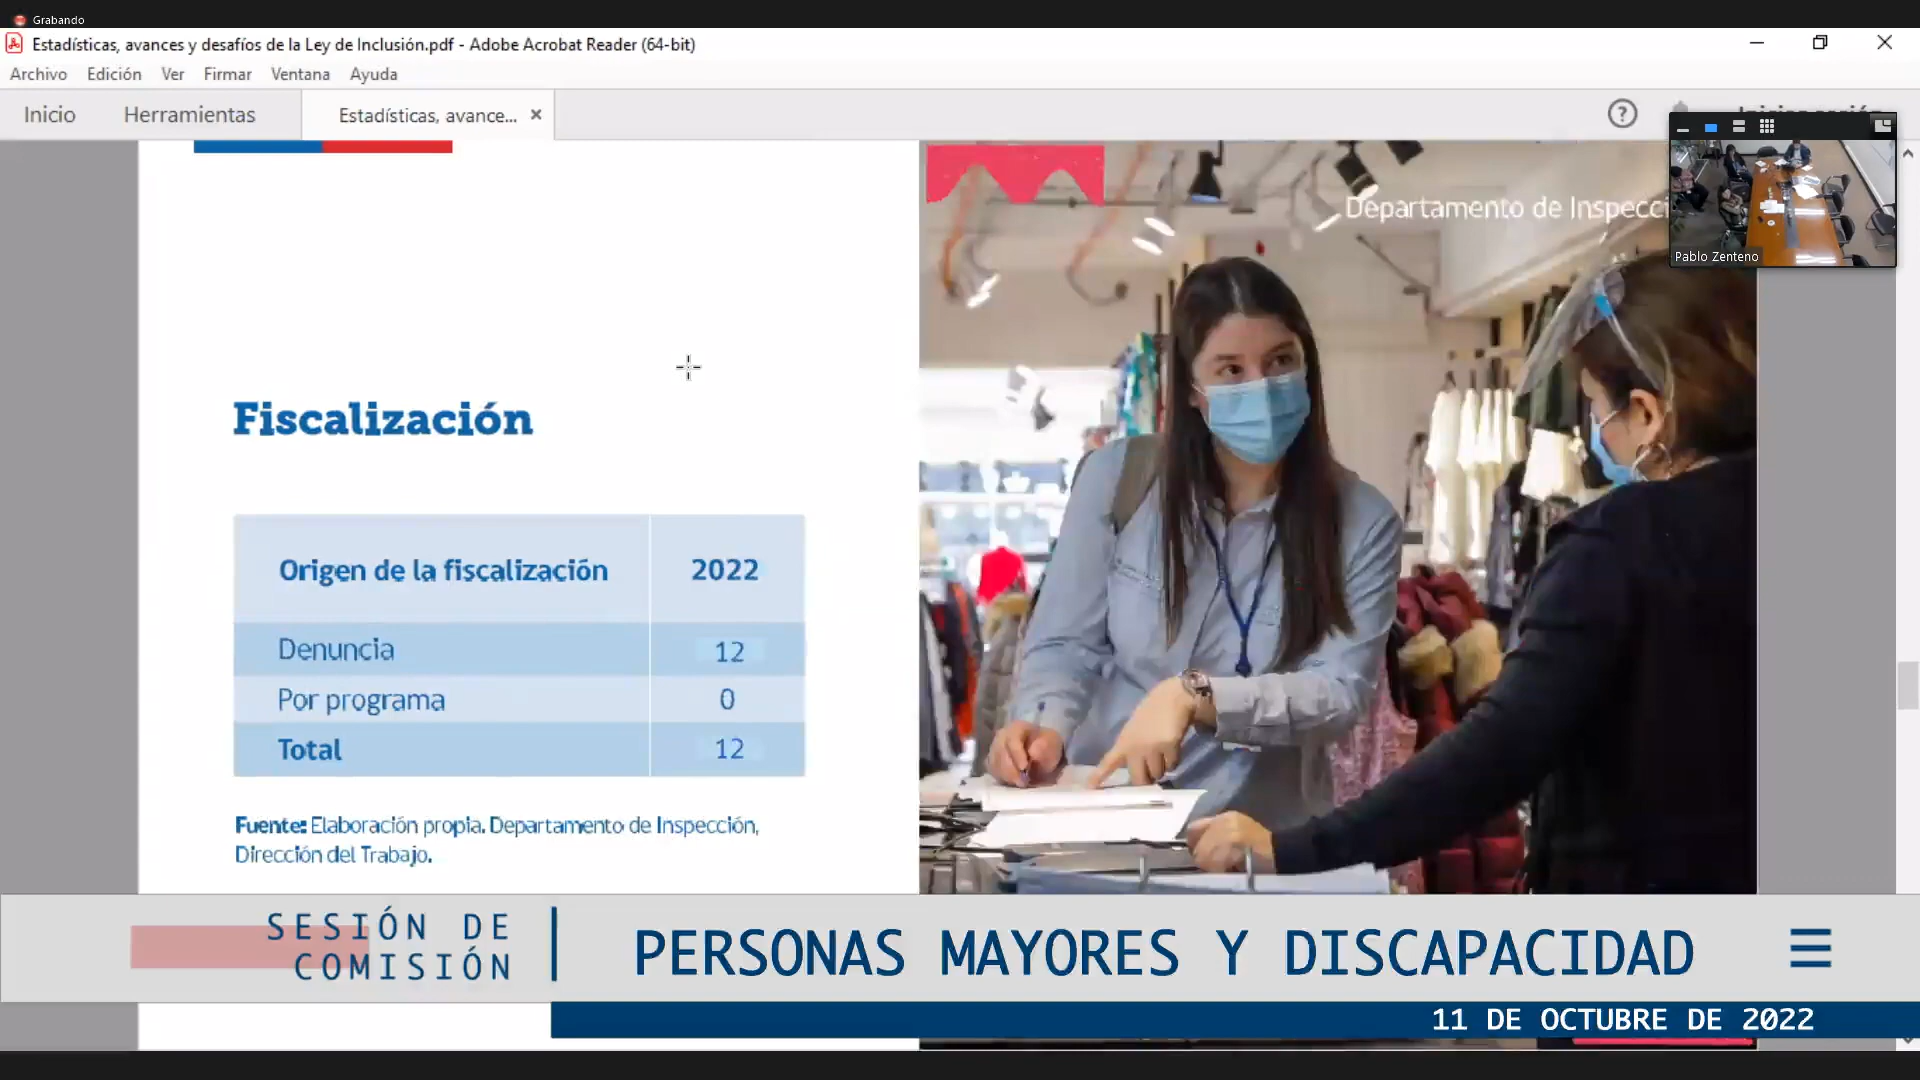 Grabando
Estadísticas, avances y desafíos de la Ley de Inclusión.pdf - Adobe Acrobat Reader (64-bit)
Archivo Edición Ver Firmar Ventana Ayuda
Inicio Herramientas Estadísticas, avance...
Departamento de Inspecci
Pablo Zenteno
Fiscalización
Origen de la fiscalización 2022
Denuncia 12
Por programa 0
Total 12
Fuente: Elaboración propia. Departamento de Inspección,
Dirección del Trabajo.
SESIÓN DE
COMISIÓN
PERSONAS MAYORES Y DISCAPACIDAD
11 DE OCTUBRE DE 2022